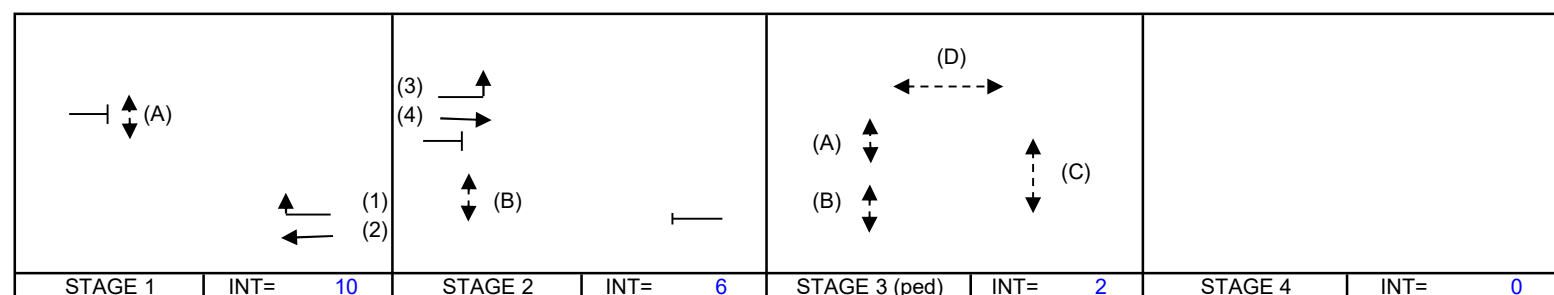 (A)
(1)
(2)
(3)
(4)
(B)
(D)
(A)
(C)
(B)
STAGE 1 INT= 10 STAGE 2 INT= 6 STAGE 3 (ped) INT= 2 STAGE 4 INT= 0